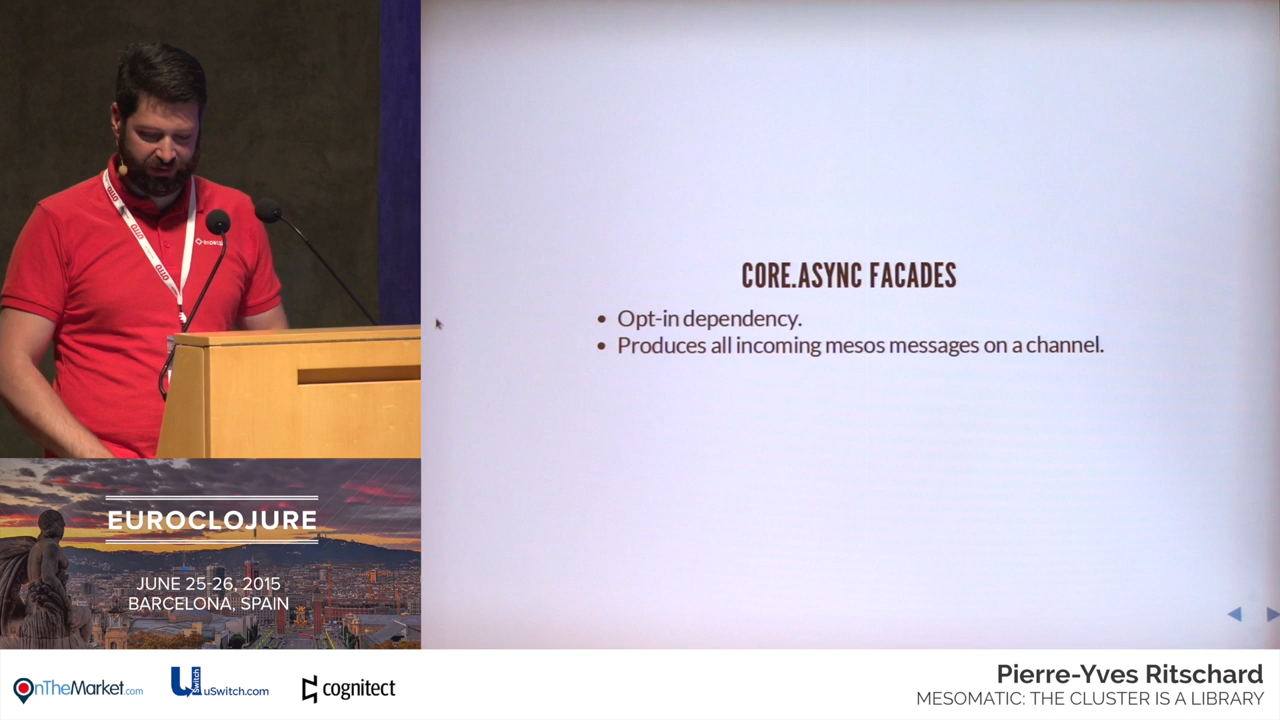 CORE.ASYNC FACADES
• Opt-in dependency.
• Produces all incoming mesos messages on a channel.
EUROCLOJURE
JUNE 25-26, 2015
BARCELONA, SPAIN
OnTheMarket.com
uSwitch
uSwitch.com
cognitect
Pierre-Yves Ritschard
MESOMATIC: THE CLUSTER IS A LIBRARY